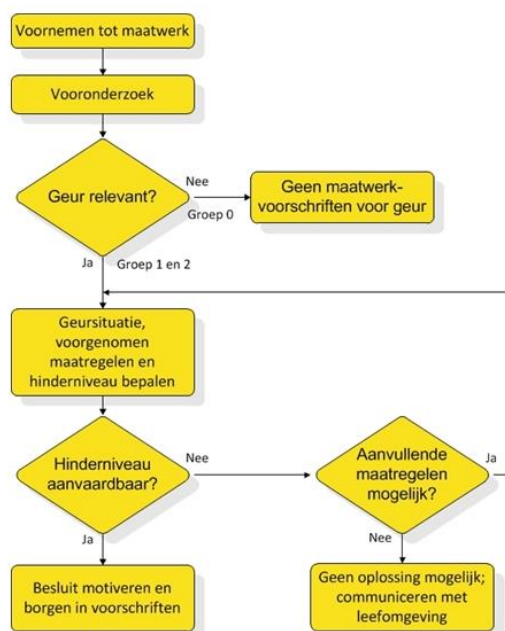 Voornemen tot maatwerk
Vooronderzoek
Geur relevant?
Nee
Groep 0
Geen maatwerk-
voorschriften voor geur
Ja
Groep 1 en 2
Geursituatie,
voorgenomen
maatregelen en
hinderniveau bepalen
Hinderniveau
aanvaardbaar?
Nee
Aanvullende
maatregelen
mogelijk?
Ja
Ja
Nee
Besluit motiveren en
borgen in voorschriften
Geen oplossing mogelijk;
communiceren met
leefomgeving